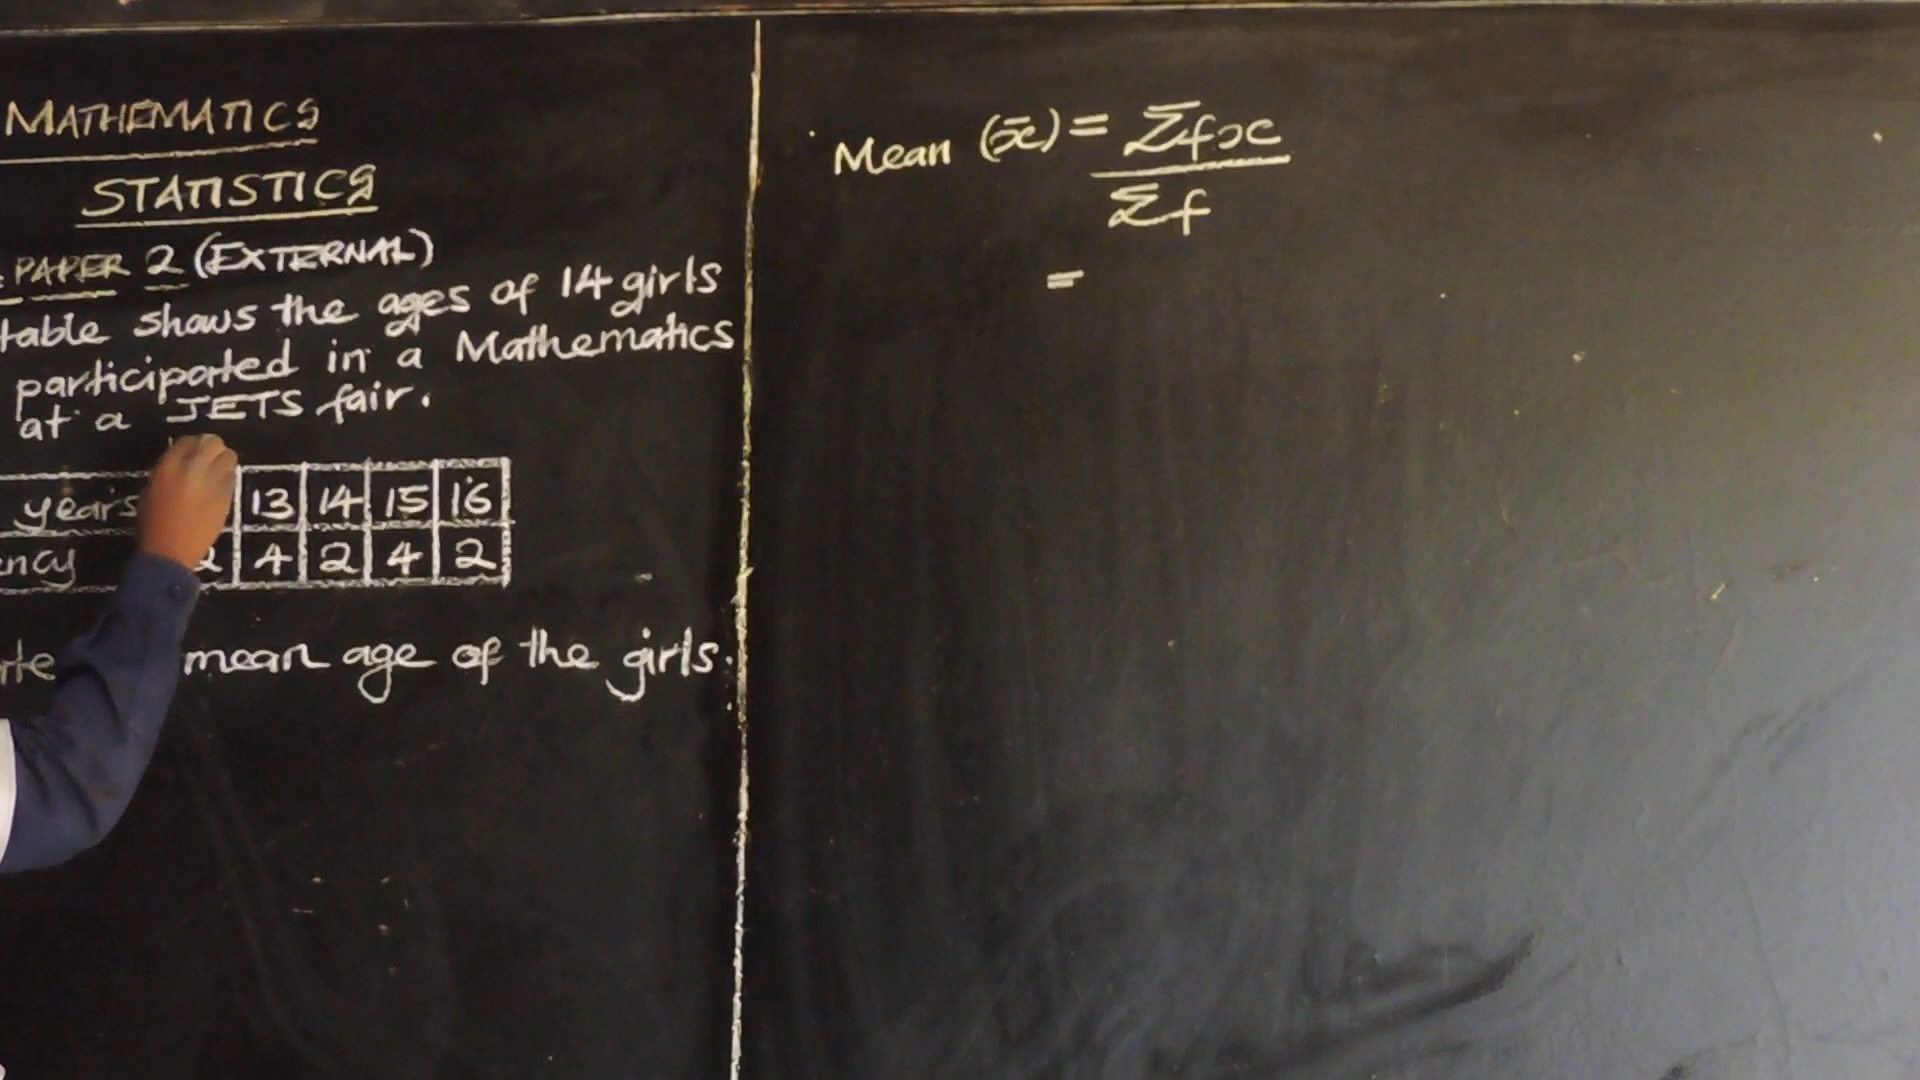 MATHEMATICS
STATISTICS
PAPER 2 (EXTERNAL)
table shows the ages of 14 girls
participated in a Mathematics
at a JETS fair.
years 13 14 15 16
ency 2 4 2 4 2
mean age of the girls.
Mean (x̄) = Σfx
Σf
=